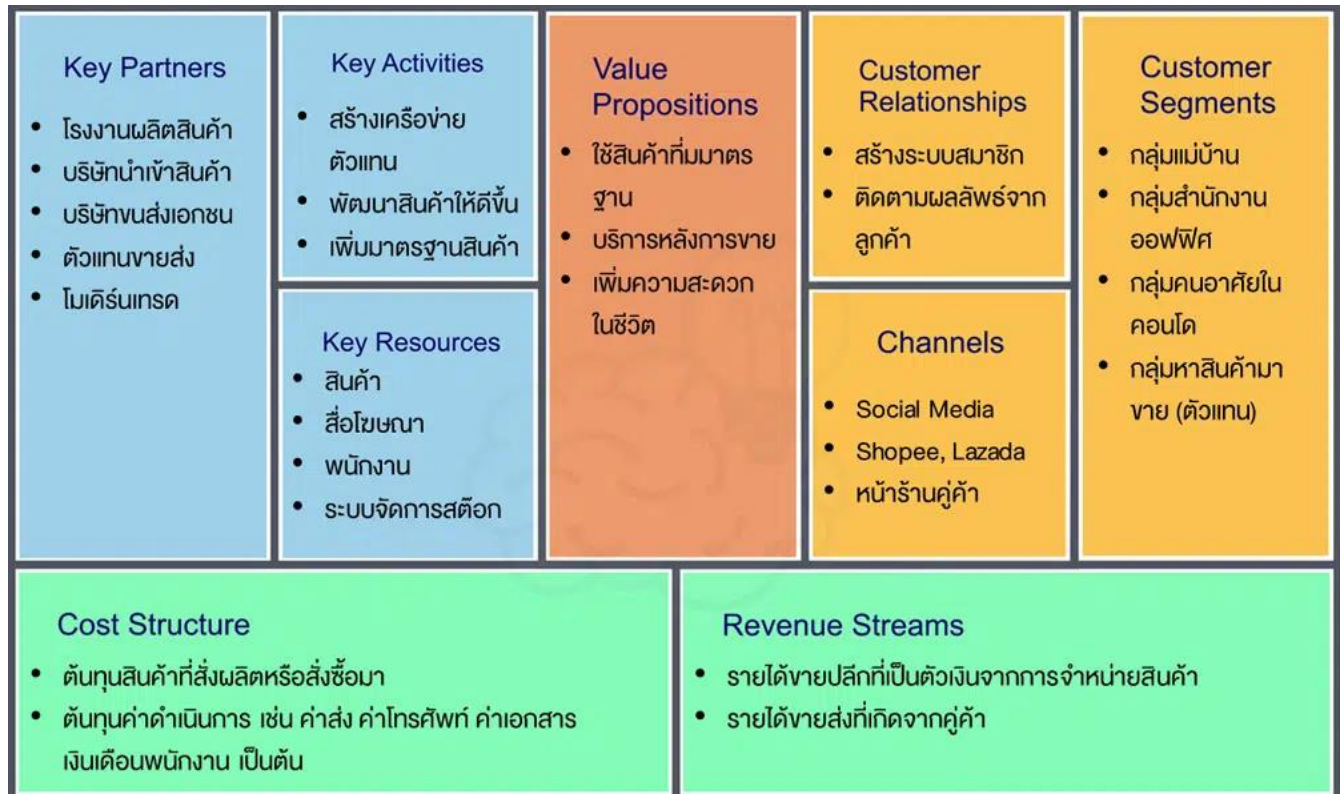 Key Partners
• โรงงานผลิตสินค้า
• บริษัทนำเข้าสินค้า
• บริษัทขนส่งเอกชน
• ตัวแทนขายส่ง
• โมเดิร์นเทรด
Key Activities
• สร้างเครือข่าย
ตัวแทน
• พัฒนาสินค้าให้ดีขึ้น
• เพิ่มมาตรฐานสินค้า
Key Resources
• สินค้า
• สื่อโฆษณา
• พนักงาน
• ระบบจัดการสต๊อก
Value
Propositions
• ใช้สินค้าที่มมาตร
ฐาน
• บริการหลังการขาย
• เพิ่มความสะดวก
ในชีวิต
Customer
Relationships
• สร้างระบบสมาชิก
• ติดตามผลลัพธ์จาก
ลูกค้า
Channels
• Social Media
• Shopee, Lazada
• หน้าร้านคู่ค้า
Customer
Segments
• กลุ่มแม่บ้าน
• กลุ่มสำนักงาน
ออฟฟิศ
• กลุ่มคนอาศัยใน
คอนโด
• กลุ่มหาสินค้ามา
ขาย (ตัวแทน)
Cost Structure
• ต้นทุนสินค้าที่สั่งผลิตหรือสั่งซื้อมา
• ต้นทุนค่าดำเนินการ เช่น ค่าส่ง ค่าโทรศัพท์ ค่าเอกสาร
เงินเดือนพนักงาน เป็นต้น
Revenue Streams
• รายได้ขายปลีกที่เป็นตัวเงินจากการจำหน่ายสินค้า
• รายได้ขายส่งที่เกิดจากคู่ค้า